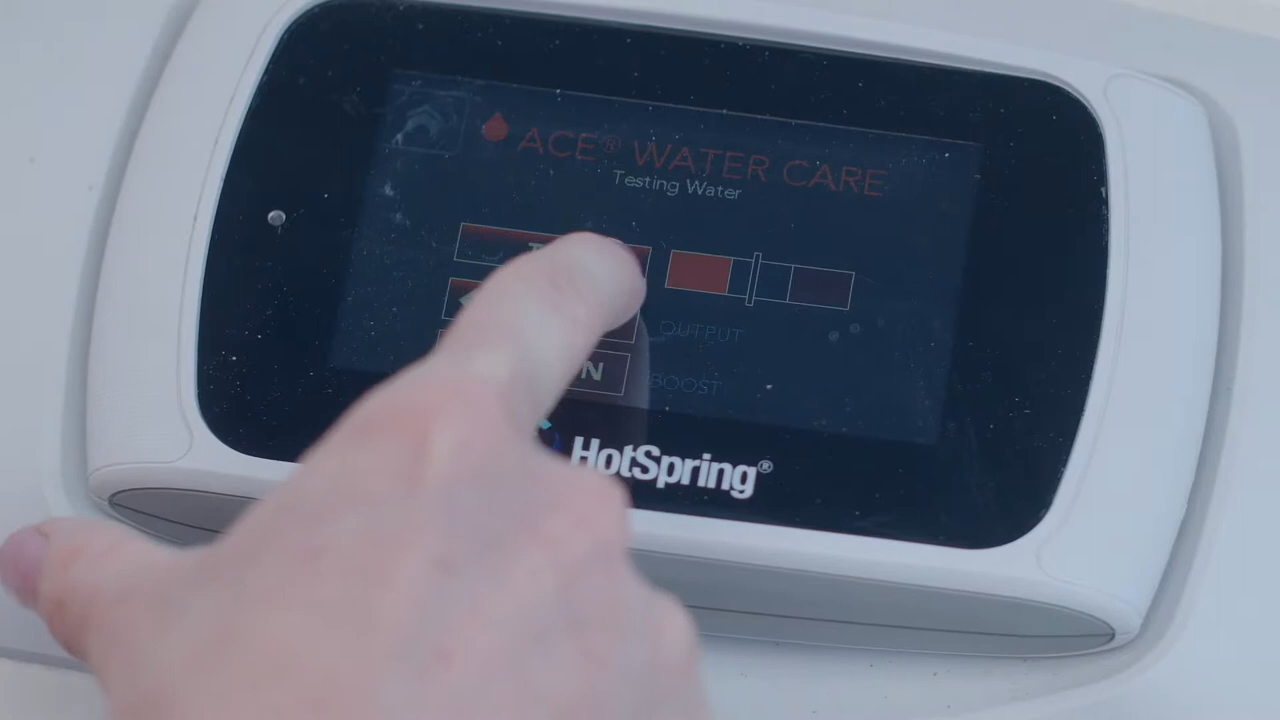 ACE® WATER CARE
Testing Water
OUTPUT
BOOST
HotSpring®